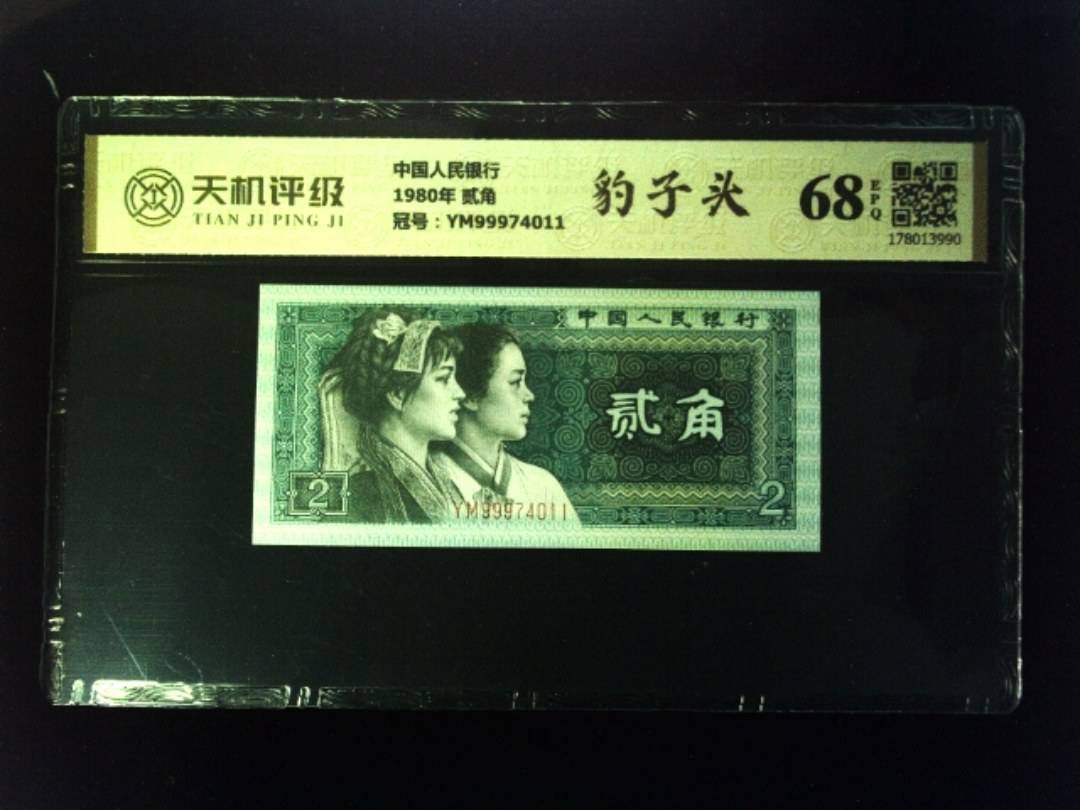 天机评级
TIAN JI PING JI
中国人民银行
1980年 贰角
冠号：YM99974011
豹子头
68
EPQ
178013990
中国人民银行
贰角
2
YM99974011
2